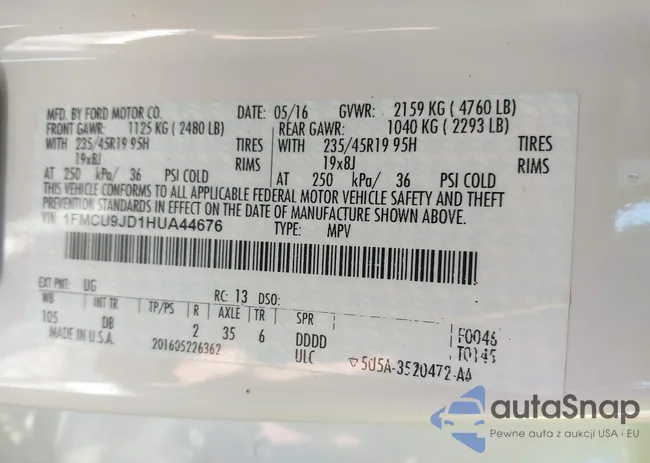 MFD. BY FORD MOTOR CO. DATE: 05/16 GVWR: 2159 KG ( 4760 LB)
FRONT GAWR: 1125 KG ( 2480 LB) REAR GAWR: 1040 KG ( 2293 LB)
WITH 235/45R19 95H TIRES WITH 235/45R19 95H TIRES
19x8J RIMS 19x8J RIMS
AT 250 kPa/ 36 PSI COLD AT 250 kPa/ 36 PSI COLD
THIS VEHICLE CONFORMS TO ALL APPLICABLE FEDERAL MOTOR VEHICLE SAFETY AND THEFT
PREVENTION STANDARDS IN EFFECT ON THE DATE OF MANUFACTURE SHOWN ABOVE.
VIN: 1FMCU9JD1HUA44676 TYPE: MPV
EXT PNT: UG RC: 13 DSO:
WB INT TR TP/PS R AXLE TR SPR
105 DB 2 35 6 DDDD F0046
MADE IN U.S.A. 201605226362 ULC T0145
5U5A-3520472-AA
autaSnap
Pewne auta z aukcji USA i EU